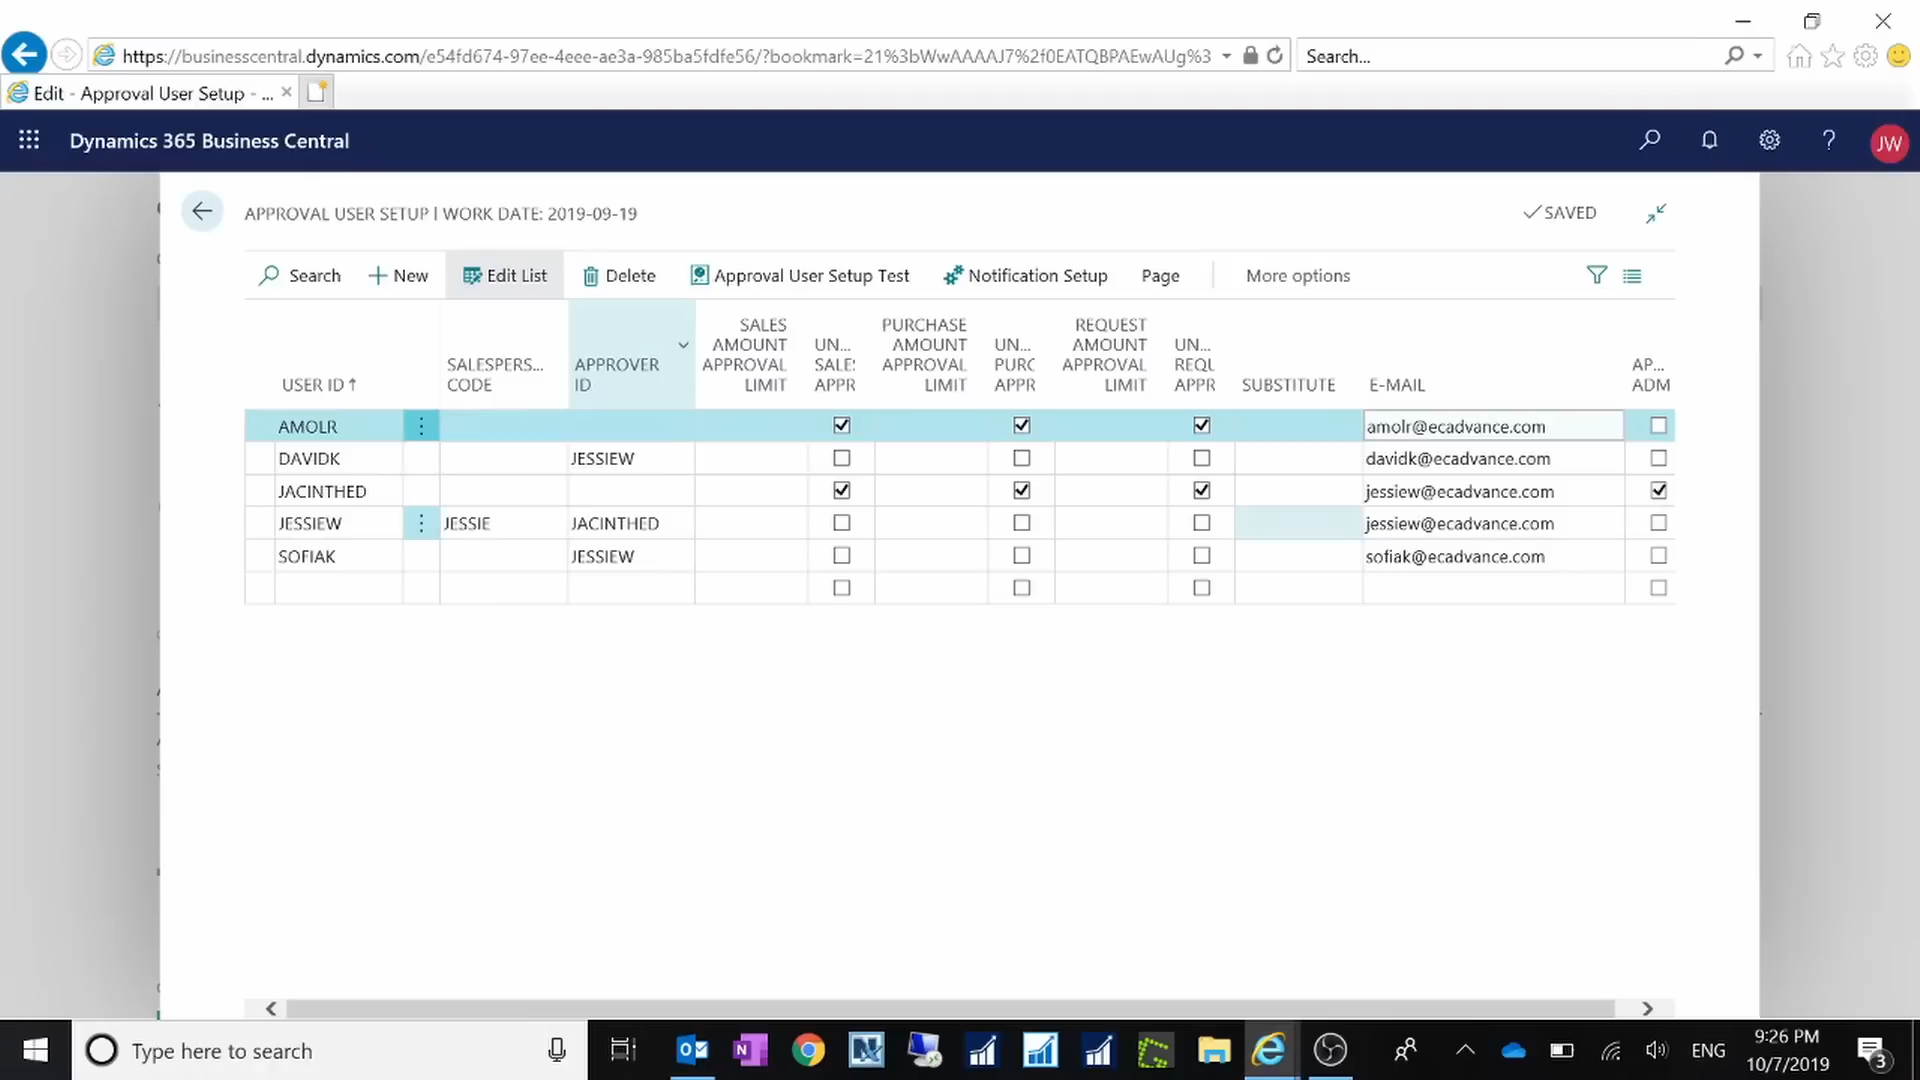 https://businesscentral.dynamics.com/e54fd674-97ee-4eee-ae3a-985ba5fdfe56/?bookmark=21%3bWwAAAAJ7%2f0EATQBPAEwAUg%3
Search...
Edit - Approval User Setup - ...
Dynamics 365 Business Central
? JW
APPROVAL USER SETUP | WORK DATE: 2019-09-19
SAVED
Search New Edit List Delete Approval User Setup Test Notification Setup Page More options
USER ID ↑
SALESPERS...
CODE
APPROVER
ID
SALES
AMOUNT
APPROVAL
LIMIT
UN...
SALES
APPR
PURCHASE
AMOUNT
APPROVAL
LIMIT
UN...
PURC
APPR
REQUEST
AMOUNT
APPROVAL
LIMIT
UN...
REQU
APPR
SUBSTITUTE
E-MAIL
AP...
ADM
AMOLR amolr@ecadvance.com
DAVIDK JESSIEW davidk@ecadvance.com
JACINTHED jessiew@ecadvance.com
JESSIEW JESSIE JACINTHED jessiew@ecadvance.com
SOFIAK JESSIEW sofiak@ecadvance.com
Type here to search
ENG
9:26 PM
10/7/2019
3